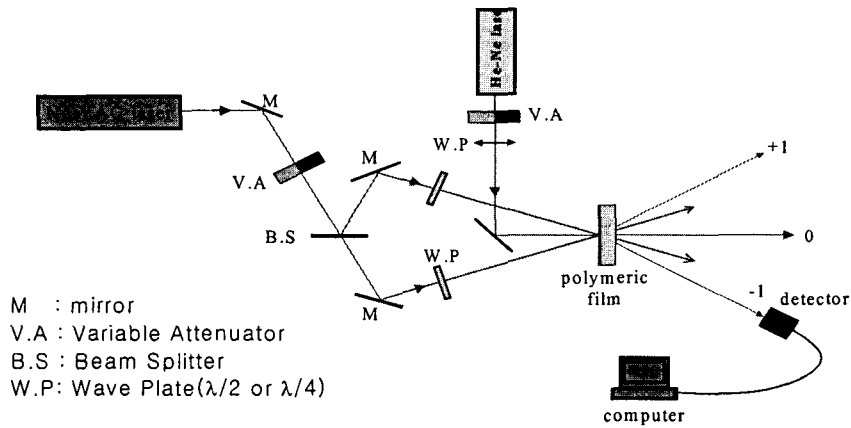 He-Ne laser
M
V.A
W.P
M
V.A
+1
B.S
W.P
0
polymeric
film
M
-1
detector
M : mirror
V.A : Variable Attenuator
B.S : Beam Splitter
W.P: Wave Plate(λ/2 or λ/4)
computer